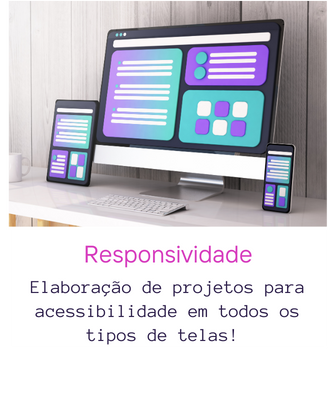 Responsividade
Elaboração de projetos para
acessibilidade em todos os
tipos de telas!